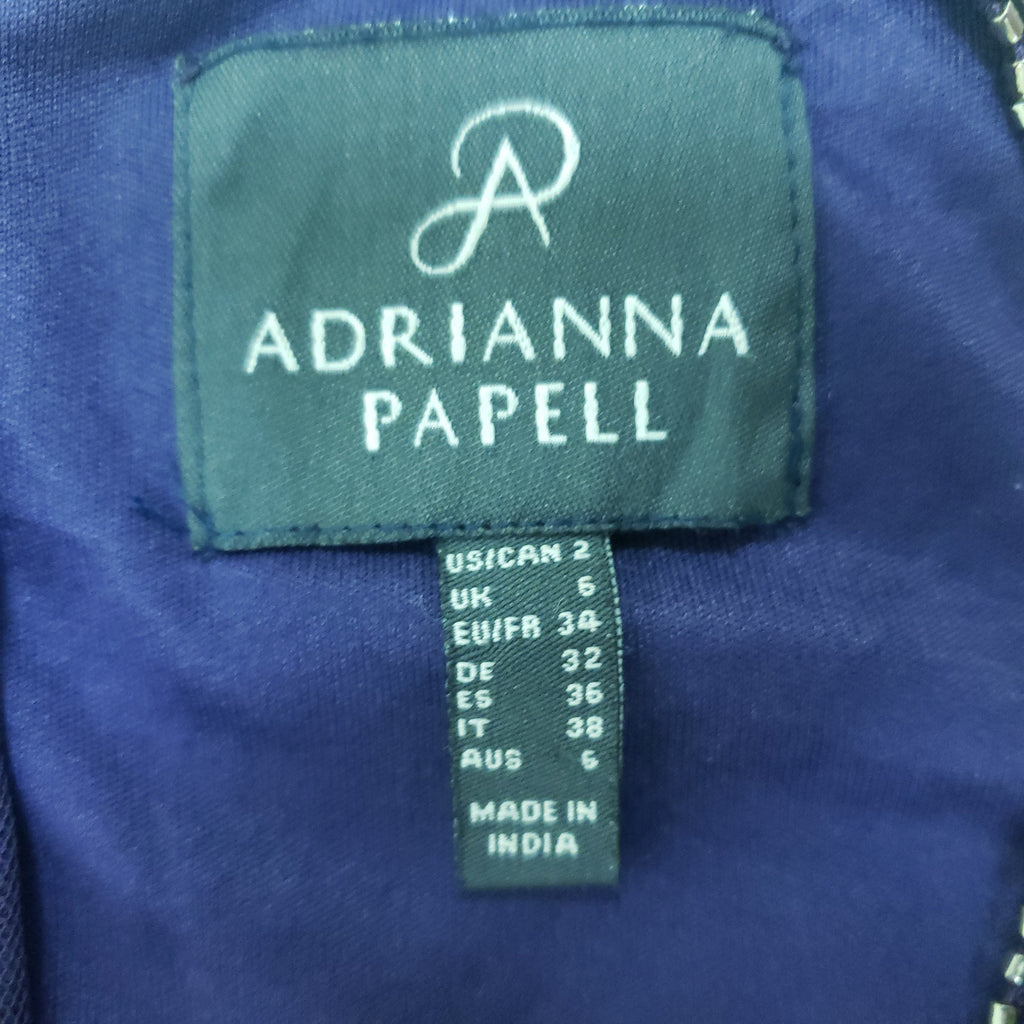 ADRIANNA
PAPELL
US/CAN 2
UK 6
EU/FR 34
DE 32
ES 36
IT 38
AUS 6
MADE IN
INDIA